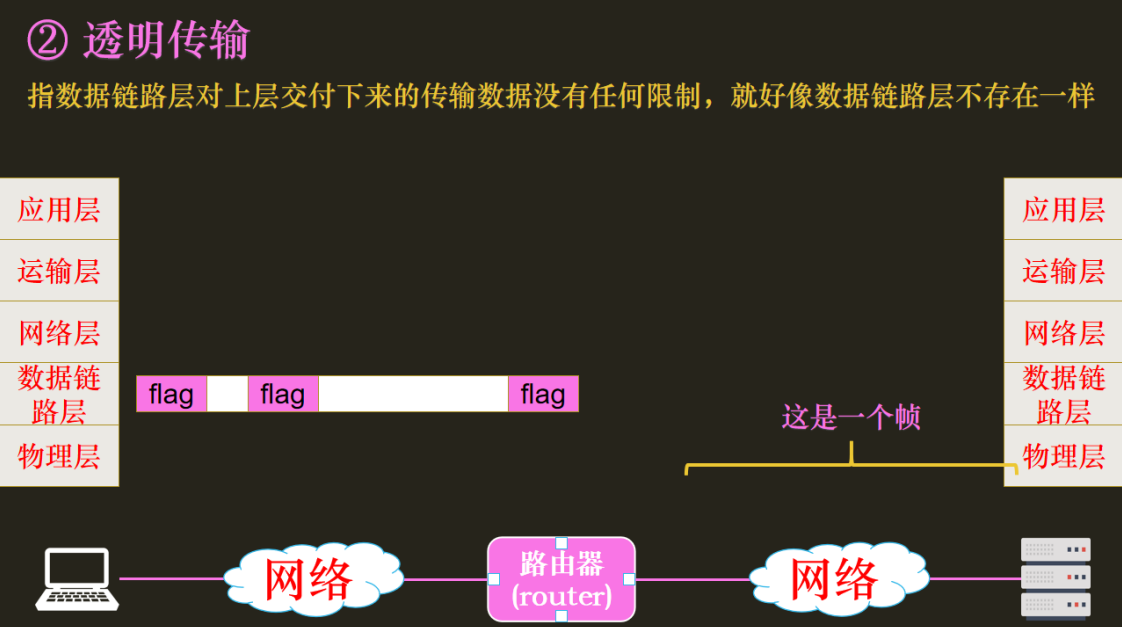 ② 透明传输
指数据链路层对上层交付下来的传输数据没有任何限制，就好像数据链路层不存在一样
应用层
运输层
网络层
数据链
路层
物理层
flag
flag
flag
这是一个帧
应用层
运输层
网络层
数据链
路层
物理层
网络
路由器
(router)
网络